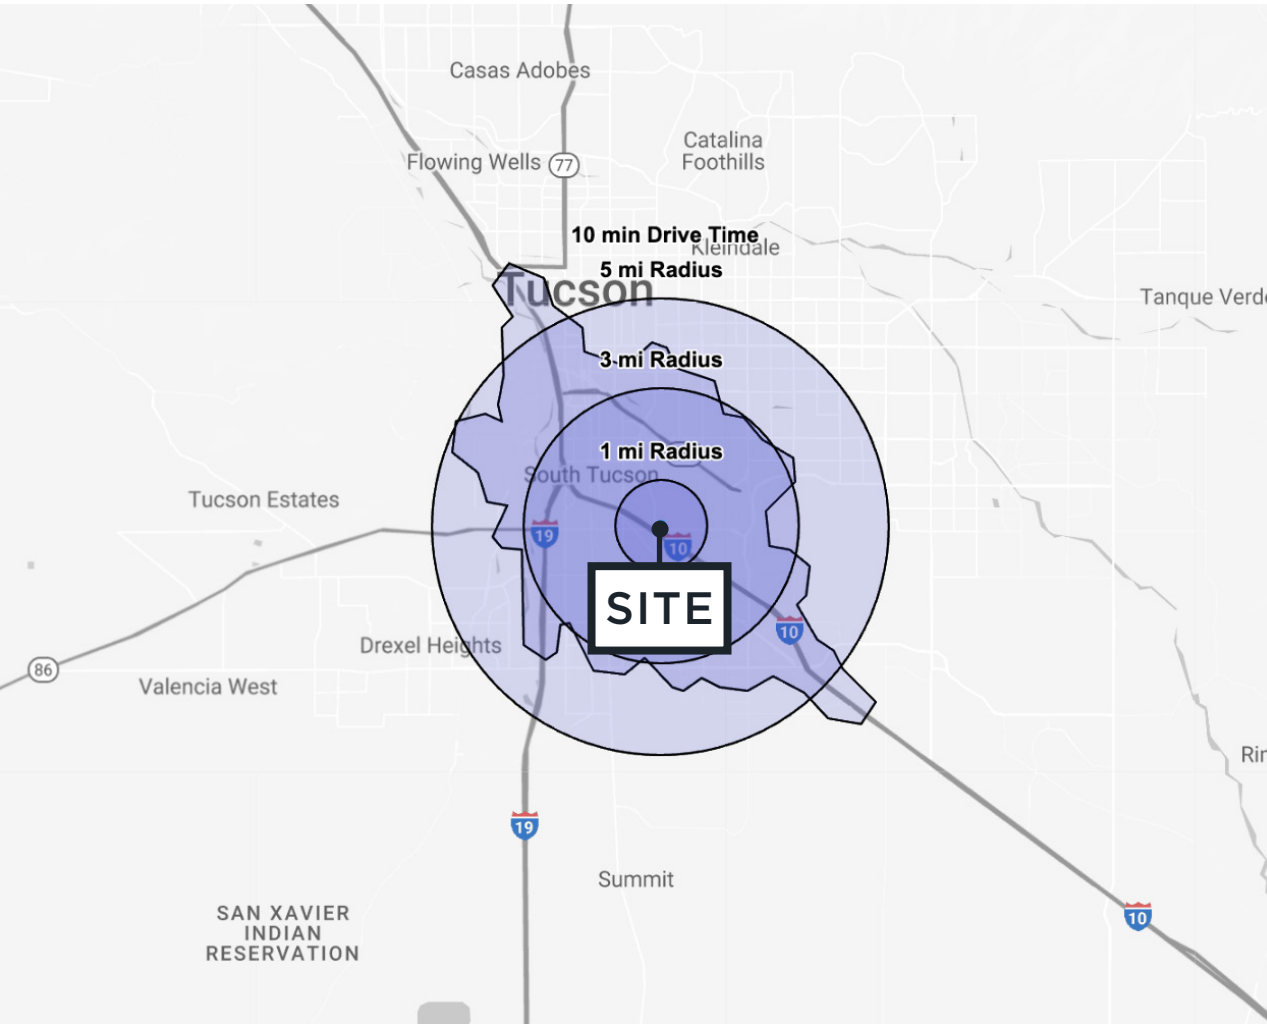 Casas Adobes
Catalina
Foothills
Flowing Wells
77
10 min Drive Time
Kleindale
5 mi Radius
Tucson
Tanque Verd
3 mi Radius
1 mi Radius
South Tucson
Tucson Estates
19
10
SITE
10
Drexel Heights
86
Valencia West
Rin
19
Summit
SAN XAVIER
INDIAN
RESERVATION
10